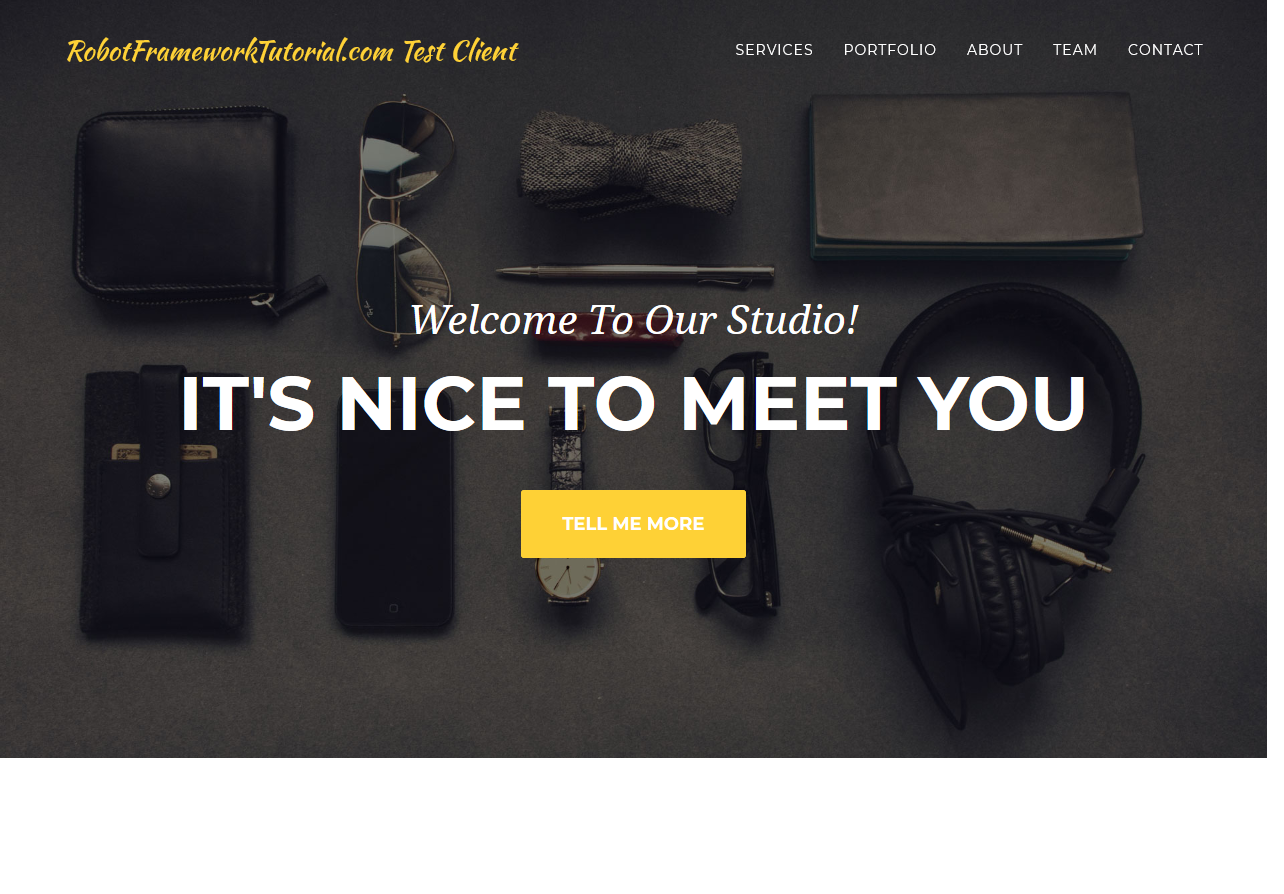 RobotFrameworkTutorial.com Test Client
SERVICES PORTFOLIO ABOUT TEAM CONTACT
Welcome To Our Studio!
IT'S NICE TO MEET YOU
TELL ME MORE